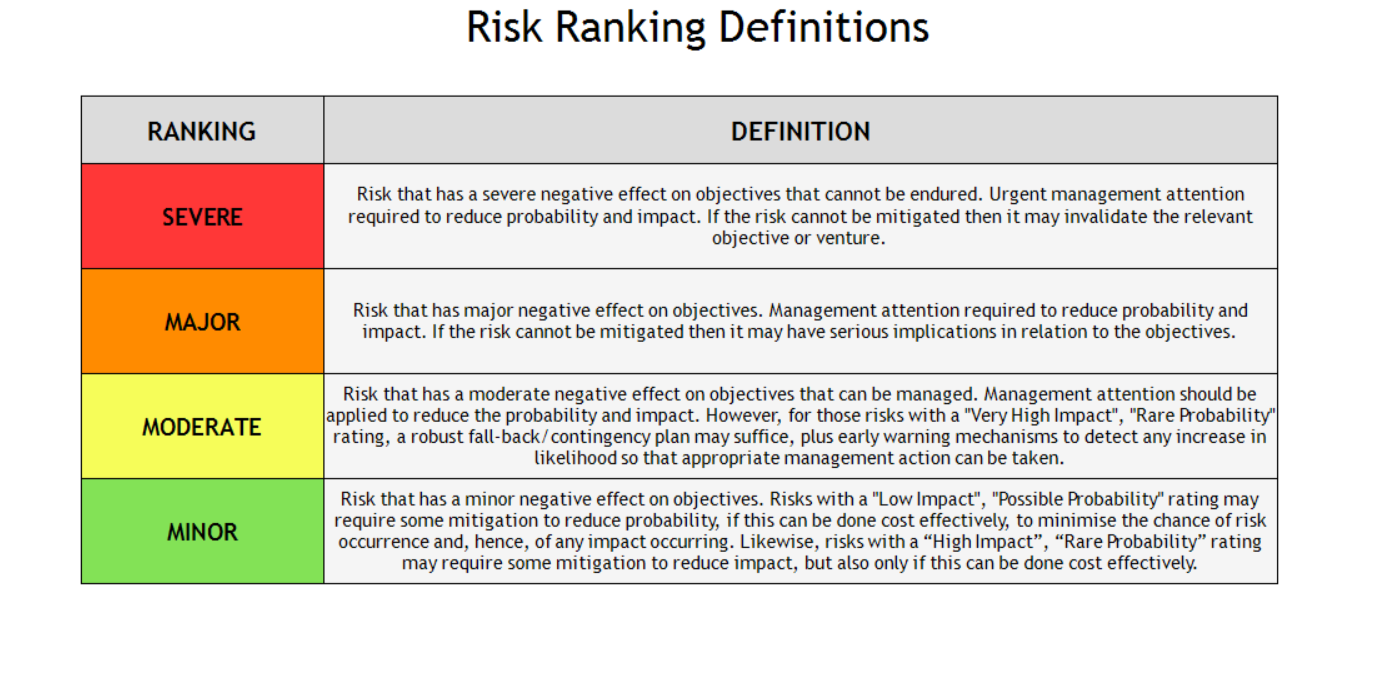 Risk Ranking Definitions
RANKING
DEFINITION
SEVERE
Risk that has a severe negative effect on objectives that cannot be endured. Urgent management attention
required to reduce probability and impact. If the risk cannot be mitigated then it may invalidate the relevant
objective or venture.
MAJOR
Risk that has major negative effect on objectives. Management attention required to reduce probability and
impact. If the risk cannot be mitigated then it may have serious implications in relation to the objectives.
MODERATE
Risk that has a moderate negative effect on objectives that can be managed. Management attention should be
applied to reduce the probability and impact. However, for those risks with a "Very High Impact", "Rare Probability"
rating, a robust fall-back/contingency plan may suffice, plus early warning mechanisms to detect any increase in
likelihood so that appropriate management action can be taken.
MINOR
Risk that has a minor negative effect on objectives. Risks with a "Low Impact", "Possible Probability" rating may
require some mitigation to reduce probability, if this can be done cost effectively, to minimise the chance of risk
occurrence and, hence, of any impact occurring. Likewise, risks with a “High Impact”, “Rare Probability” rating
may require some mitigation to reduce impact, but also only if this can be done cost effectively.